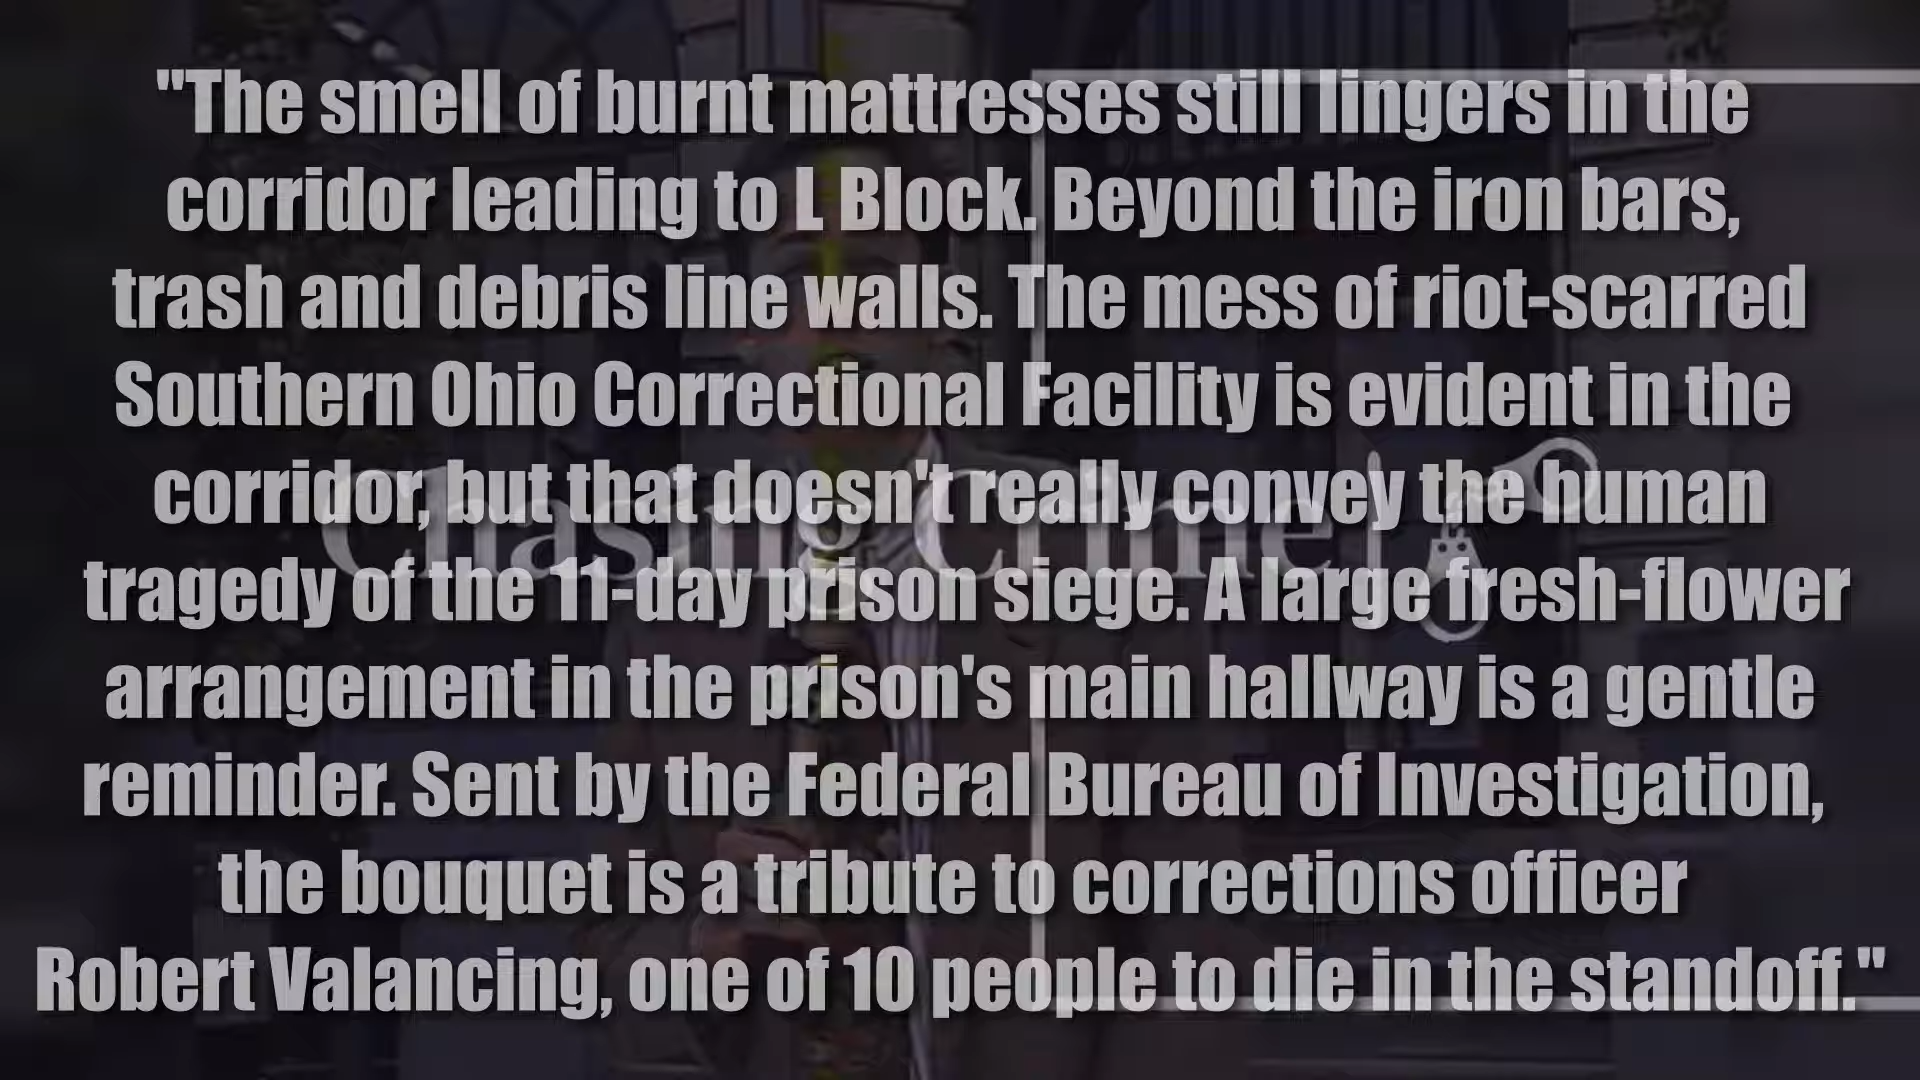 "The smell of burnt mattresses still lingers in the
corridor leading to L Block. Beyond the iron bars,
trash and debris line walls. The mess of riot-scarred
Southern Ohio Correctional Facility is evident in the
corridor, but that doesn't really convey the human
Chasing Crime
tragedy of the 11-day prison siege. A large fresh-flower
arrangement in the prison's main hallway is a gentle
reminder. Sent by the Federal Bureau of Investigation,
the bouquet is a tribute to corrections officer
Robert Valancing, one of 10 people to die in the standoff."